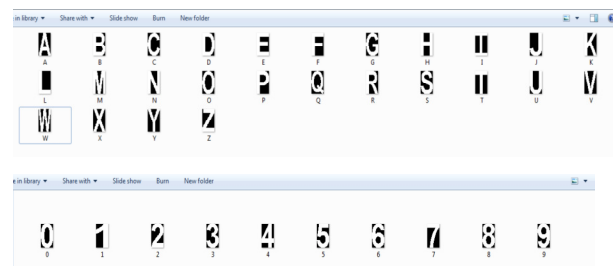 in library Share with Slide show Burn New folder
A B C D E F G H I J K
A B C D E F G H I J K
L M N O P Q R S T U V
L M N O P Q R S T U V
W X Y Z
W X Y Z
e in library Share with Slide show Burn New folder
0 1 2 3 4 5 6 7 8 9
0 1 2 3 4 5 6 7 8 9